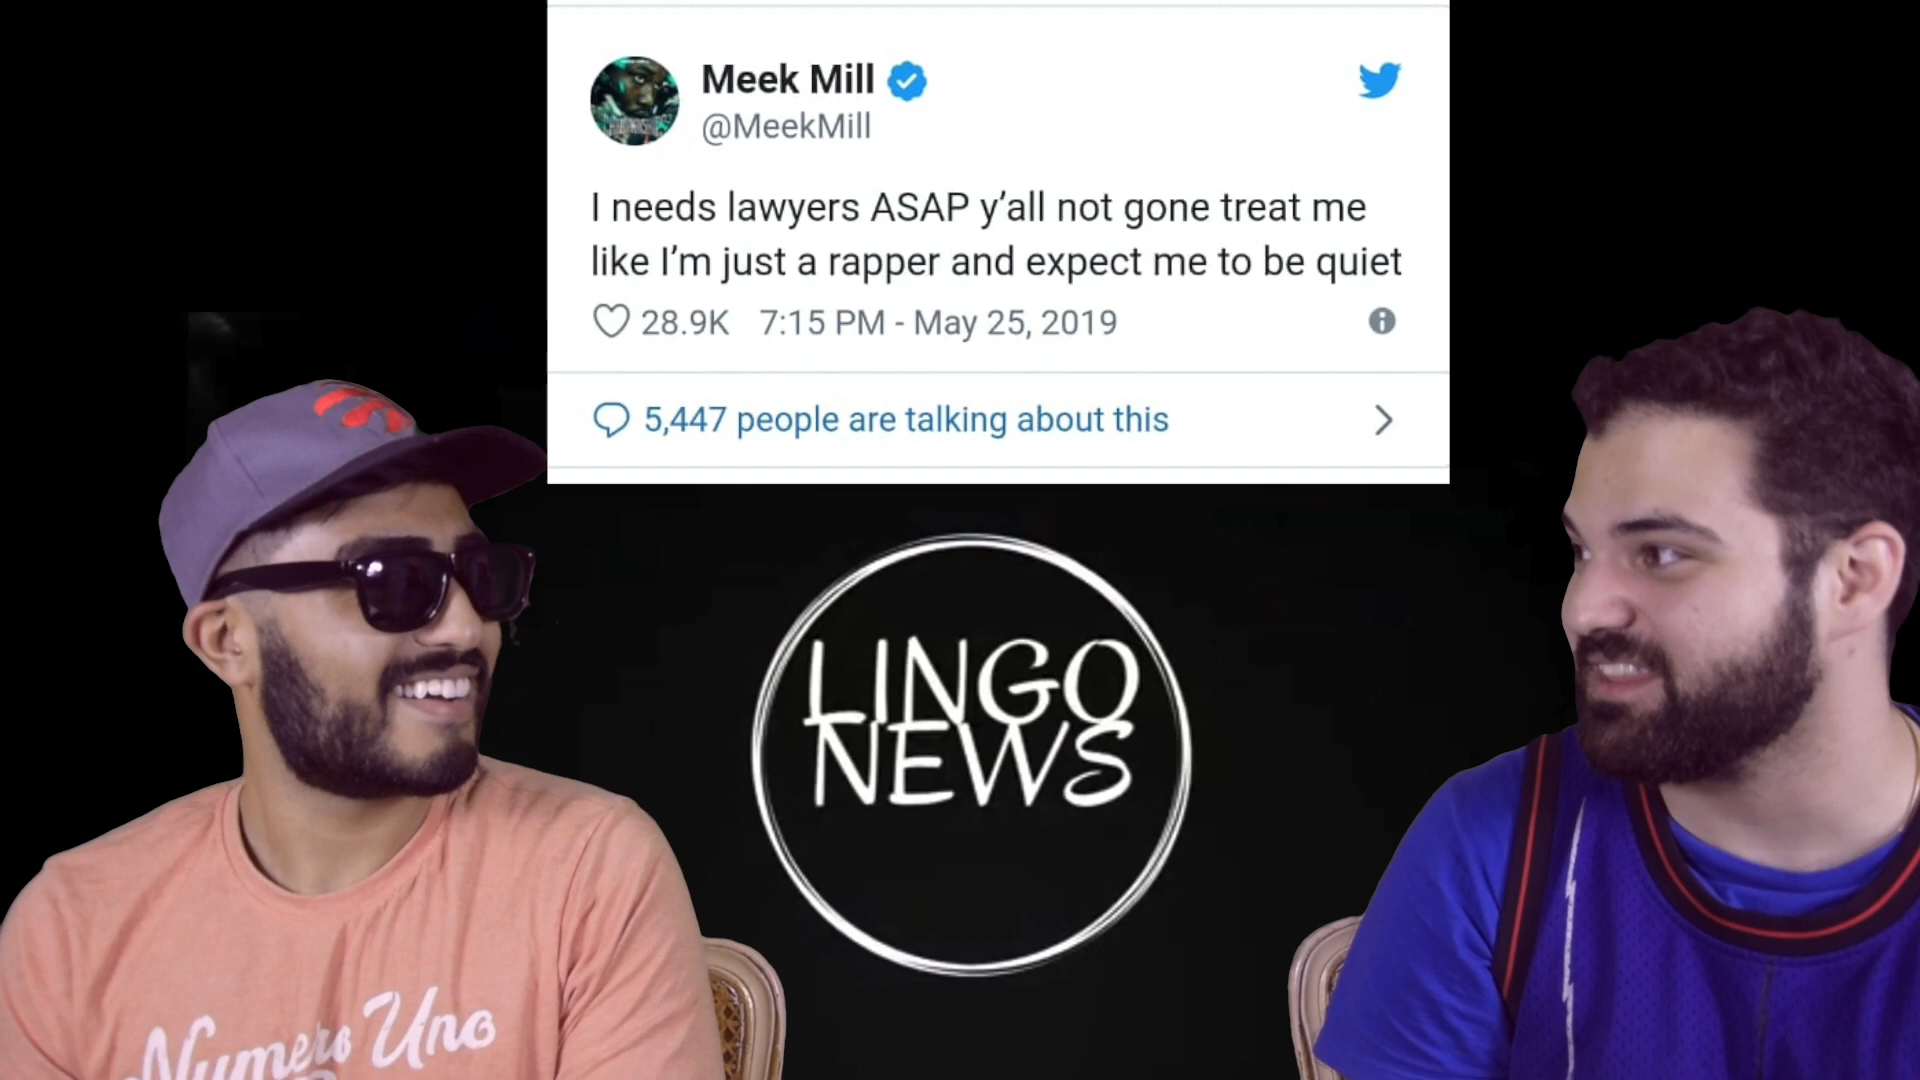 Meek Mill
@MeekMill
I needs lawyers ASAP y’all not gone treat me
like I’m just a rapper and expect me to be quiet
28.9K 7:15 PM - May 25, 2019
5,447 people are talking about this
LINGO
NEWS
Numero Uno